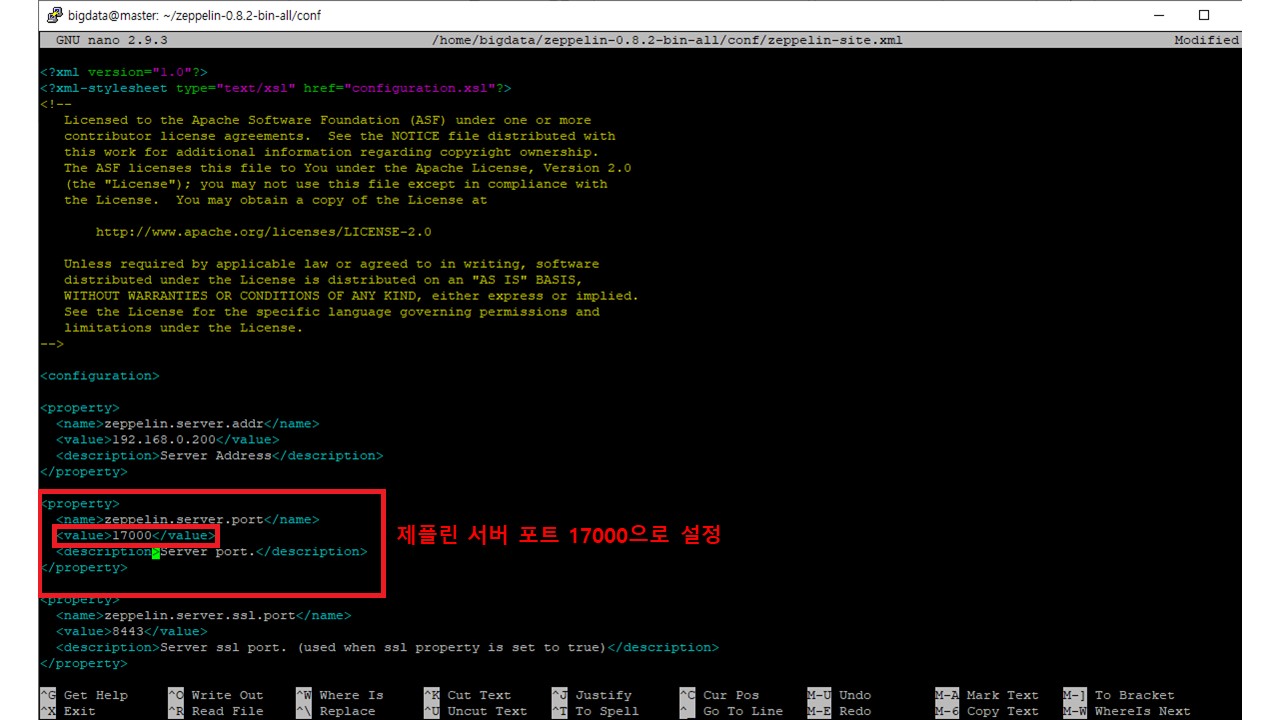 bigdata@master: ~/zeppelin-0.8.2-bin-all/conf
GNU nano 2.9.3 /home/bigdata/zeppelin-0.8.2-bin-all/conf/zeppelin-site.xml Modified
<?xml version="1.0"?>
<?xml-stylesheet type="text/xsl" href="configuration.xsl"?>
<!--
Licensed to the Apache Software Foundation (ASF) under one or more
contributor license agreements.  See the NOTICE file distributed with
this work for additional information regarding copyright ownership.
The ASF licenses this file to You under the Apache License, Version 2.0
(the "License"); you may not use this file except in compliance with
the License.  You may obtain a copy of the License at
http://www.apache.org/licenses/LICENSE-2.0
Unless required by applicable law or agreed to in writing, software
distributed under the License is distributed on an "AS IS" BASIS,
WITHOUT WARRANTIES OR CONDITIONS OF ANY KIND, either express or implied.
See the License for the specific language governing permissions and
limitations under the License.
-->
<configuration>
<property>
<name>zeppelin.server.addr</name>
<value>192.168.0.200</value>
<description>Server Address</description>
</property>
<property>
<name>zeppelin.server.port</name>
<value>17000</value>
제플린 서버 포트 17000으로 설정
<description>Server port.</description>
</property>
<property>
<name>zeppelin.server.ssl.port</name>
<value>8443</value>
<description>Server ssl port. (used when ssl property is set to true)</description>
</property>
^G Get Help ^O Write Out ^W Where Is ^K Cut Text ^J Justify ^C Cur Pos M-U Undo M-A Mark Text M-] To Bracket
^X Exit ^R Read File ^\ Replace ^U Uncut Text ^T To Spell ^_ Go To Line M-E Redo M-6 Copy Text M-W WhereIs Next